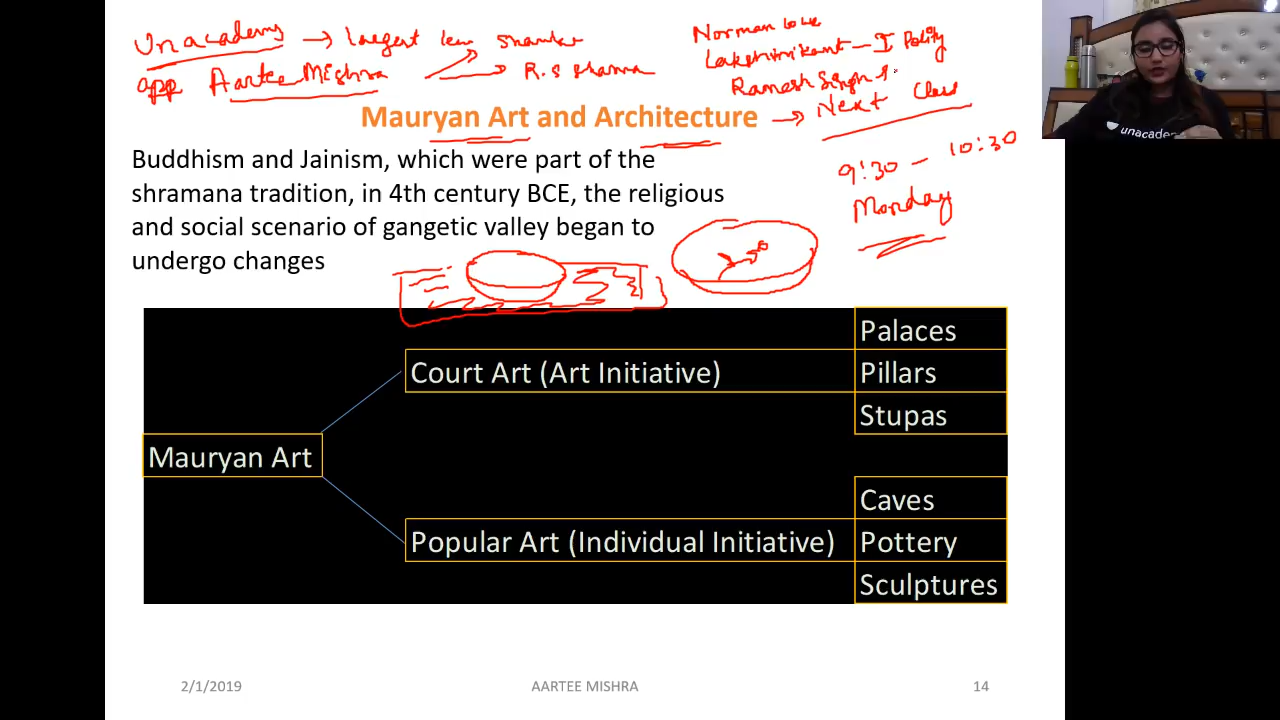 Unacademy → largest
Shankar
app Aartee Mishra
R.S Sharma
Norman Lowe
Lakshmikant - I Polity
Ramesh Singh
Mauryan Art and Architecture → Next Class
9:30 - 10:30
Monday
unacademy
Buddhism and Jainism, which were part of the
shramana tradition, in 4th century BCE, the religious
and social scenario of gangetic valley began to
undergo changes
Mauryan Art
Court Art (Art Initiative)
Palaces
Pillars
Stupas
Popular Art (Individual Initiative)
Caves
Pottery
Sculptures
2/1/2019
AARTEE MISHRA
14